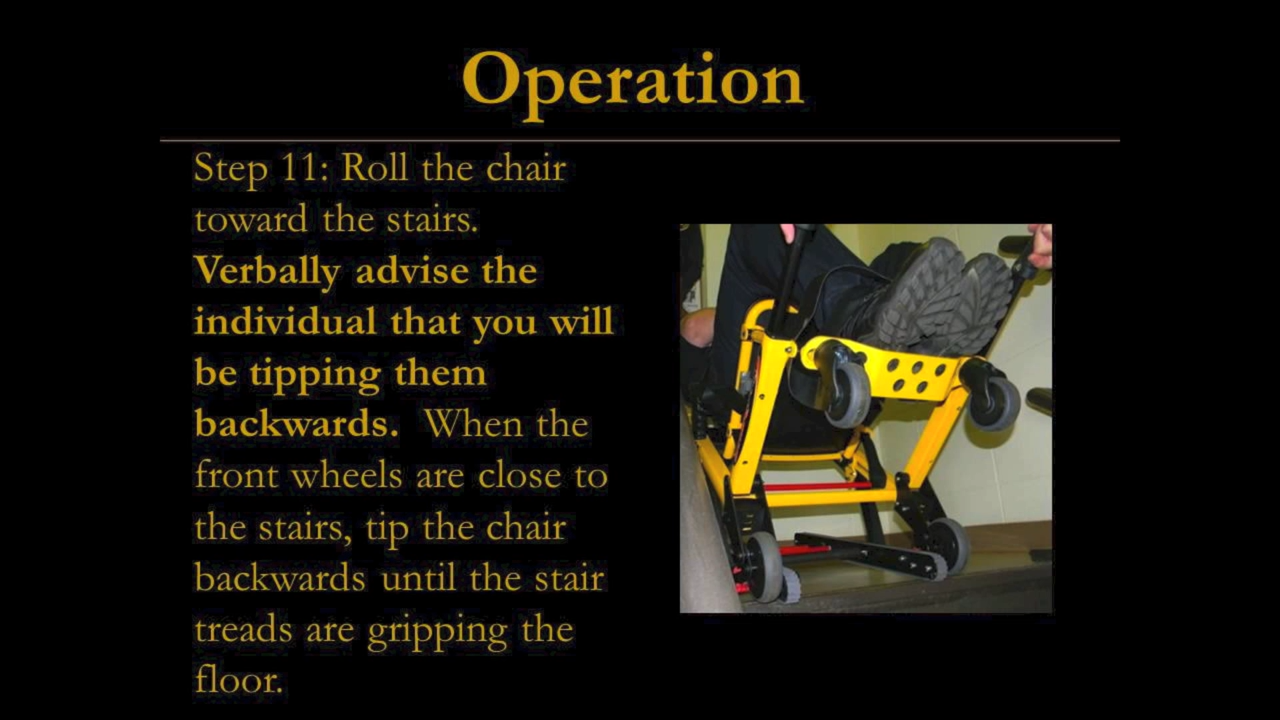 Operation
Step 11: Roll the chair
toward the stairs.
Verbally advise the
individual that you will
be tipping them
backwards.  When the
front wheels are close to
the stairs, tip the chair
backwards until the stair
treads are gripping the
floor.